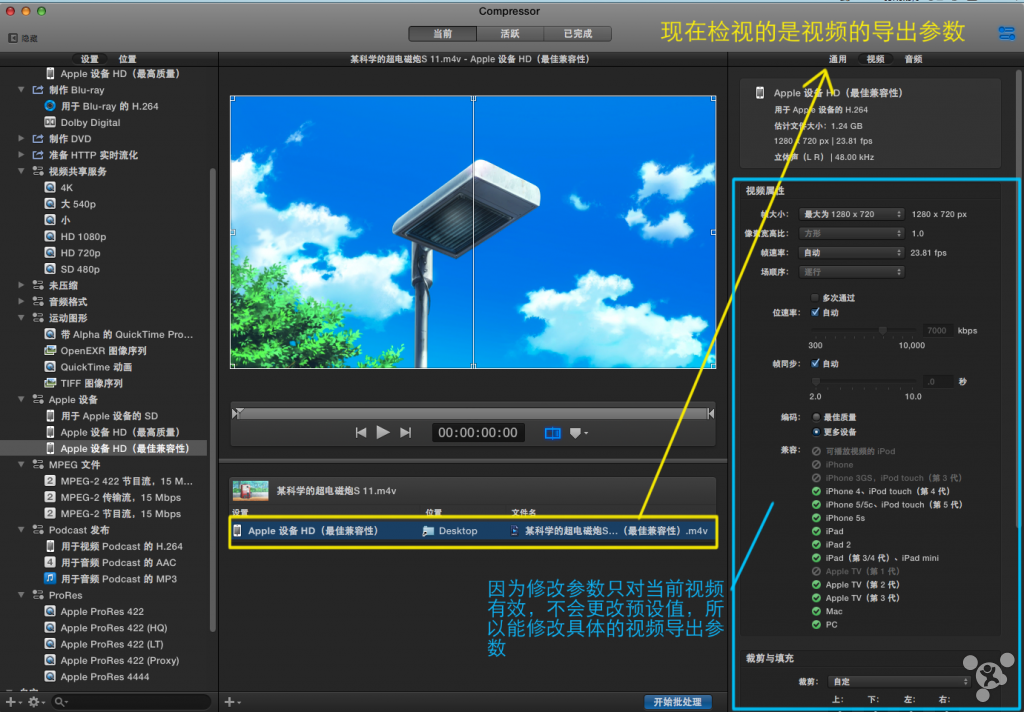 Compressor
隐藏
当前
活跃
已完成
现在检视的是视频的导出参数
设置
位置
某科学的超电磁炮S 11.m4v - Apple 设备 HD（最佳兼容性）
通用
视频
音频
Apple 设备 HD（最高质量）
制作 Blu-ray
用于 Blu-ray 的 H.264
Dolby Digital
制作 DVD
准备 HTTP 实时流化
视频共享服务
4K
大 540p
小
HD 1080p
HD 720p
SD 480p
未压缩
音频格式
运动图形
带 Alpha 的 QuickTime Pro...
OpenEXR 图像序列
QuickTime 动画
TIFF 图像序列
Apple 设备
用于 Apple 设备的 SD
Apple 设备 HD（最高质量）
Apple 设备 HD（最佳兼容性）
MPEG 文件
MPEG-2 422 节目流，15 M...
MPEG-2 传输流，15 Mbps
MPEG-2 节目流，15 Mbps
Podcast 发布
用于视频 Podcast 的 H.264
用于音频 Podcast 的 AAC
用于音频 Podcast 的 MP3
ProRes
Apple ProRes 422
Apple ProRes 422 (HQ)
Apple ProRes 422 (LT)
Apple ProRes 422 (Proxy)
Apple ProRes 4444
00:00:00:00
某科学的超电磁炮S 11.m4v
设置
位置
文件名
Apple 设备 HD（最佳兼容性）
Desktop
某科学的超电磁炮S...（最佳兼容性）.m4v
因为修改参数只对当前视频
有效，不会更改预设值，所
以能修改具体的视频导出参
数
开始批处理
Apple 设备 HD（最佳兼容性）
用于 Apple 设备的 H.264
估计文件大小：1.24 GB
1280 x 720 px | 23.81 fps
立体声（L R）| 48.00 kHz
视频属性
帧大小：
最大为 1280 x 720
1280 x 720 px
像素宽高比：
方形
1.0
帧速率：
自动
23.81 fps
场顺序：
逐行
多次通过
位速率：
自动
7000
kbps
300
10,000
帧同步：
自动
.0
秒
2.0
10.0
编码：
最佳质量
更多设备
兼容：
可播放视频的 iPod
iPhone
iPhone 3GS，iPod touch（第 3 代）
iPhone 4、iPod touch（第 4 代）
iPhone 5/5c、iPod touch（第 5 代）
iPhone 5s
iPad
iPad 2
iPad（第 3/4 代）、iPad mini
Apple TV（第 1 代）
Apple TV（第 2 代）
Apple TV（第 3 代）
Mac
PC
裁剪与填充
裁剪：
自定
上：
下：
左：
右：